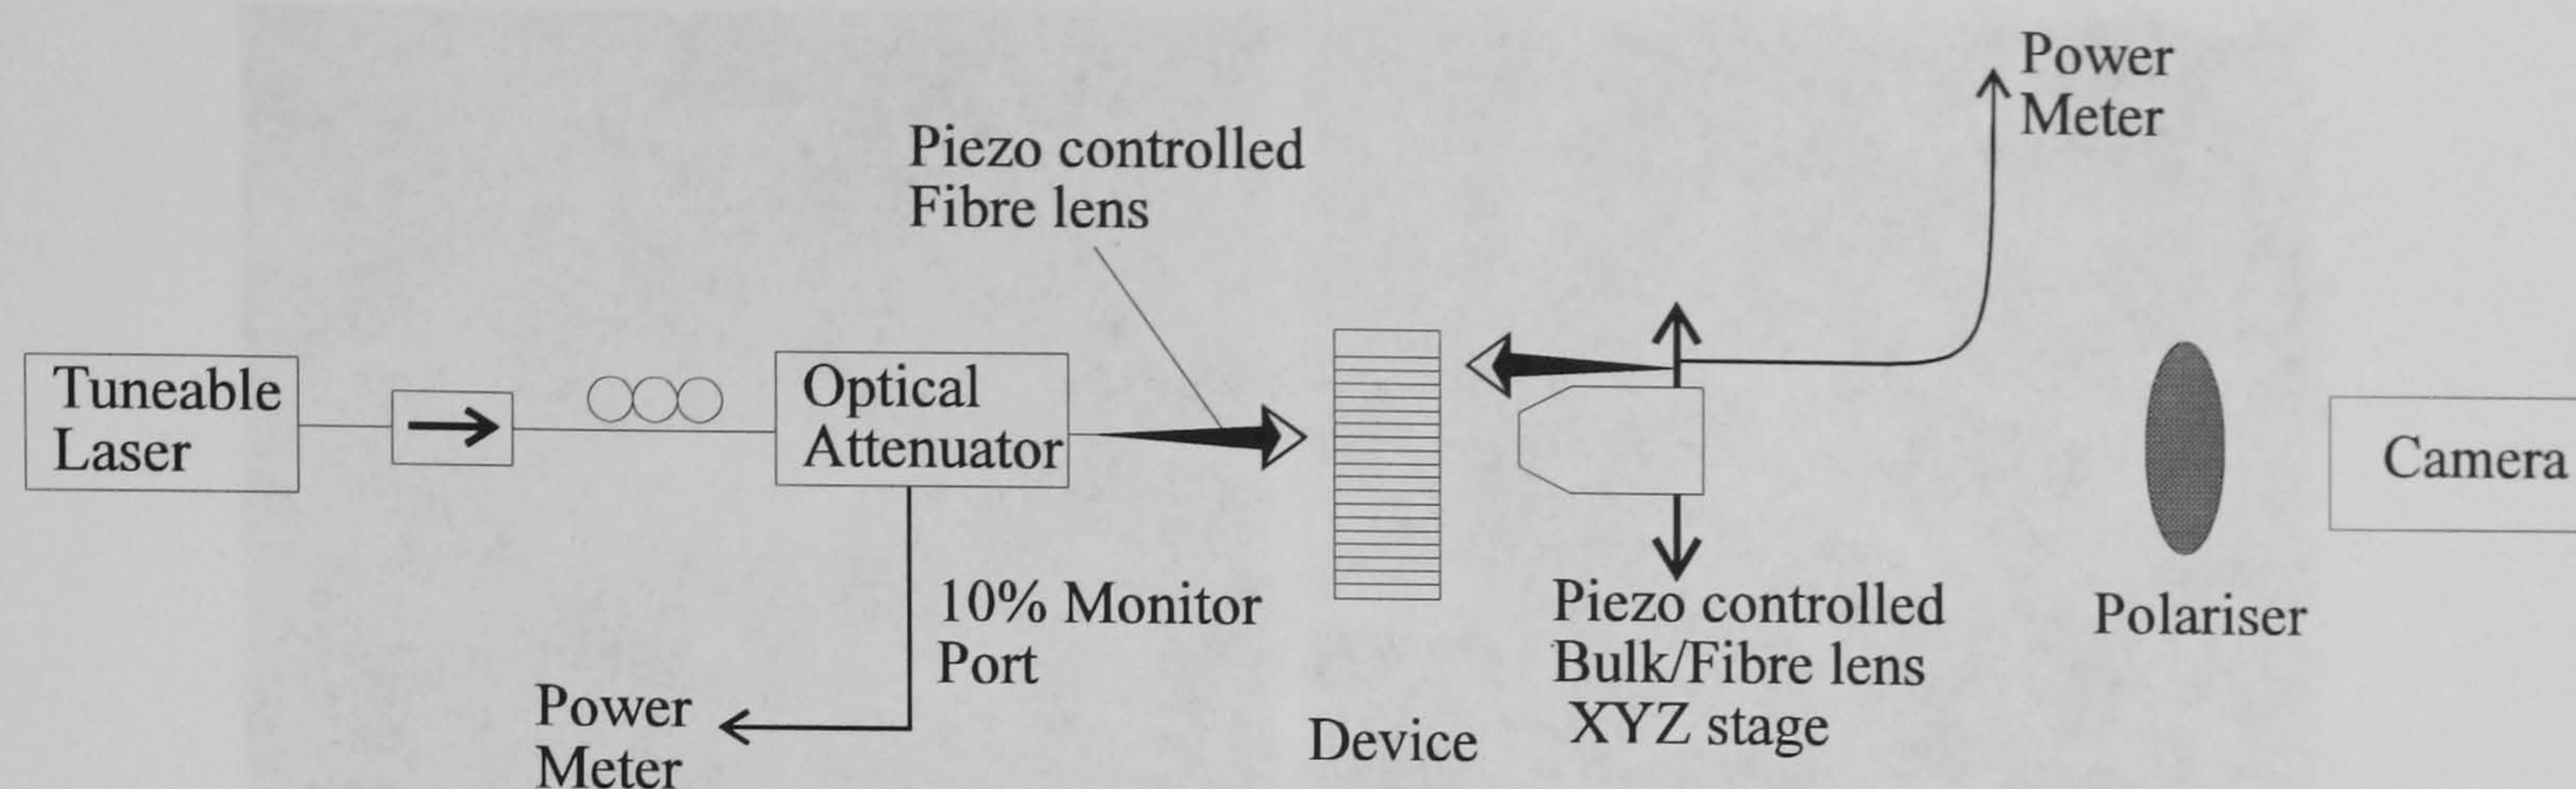 Power
Meter
Piezo controlled
Fibre lens
Tuneable
Laser
Optical
Attenuator
Camera
10% Monitor
Port
Piezo controlled
Bulk/Fibre lens
XYZ stage
Polariser
Power
Meter
Device